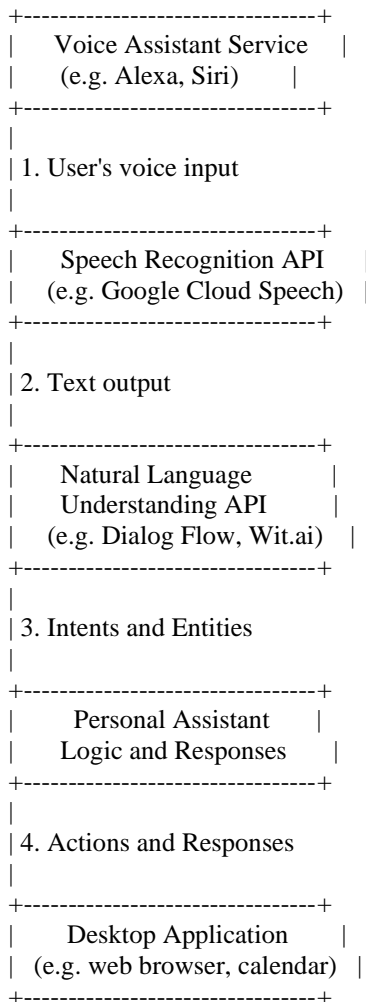 +--------------------------------+
| Voice Assistant Service |
| (e.g. Alexa, Siri) |
+--------------------------------+
|
| 1. User's voice input
|
+--------------------------------+
| Speech Recognition API |
| (e.g. Google Cloud Speech) |
+--------------------------------+
|
| 2. Text output
|
+--------------------------------+
| Natural Language |
| Understanding API |
| (e.g. Dialog Flow, Wit.ai) |
+--------------------------------+
|
| 3. Intents and Entities
|
+--------------------------------+
| Personal Assistant |
| Logic and Responses |
+--------------------------------+
|
| 4. Actions and Responses
|
+--------------------------------+
| Desktop Application |
| (e.g. web browser, calendar) |
+--------------------------------+